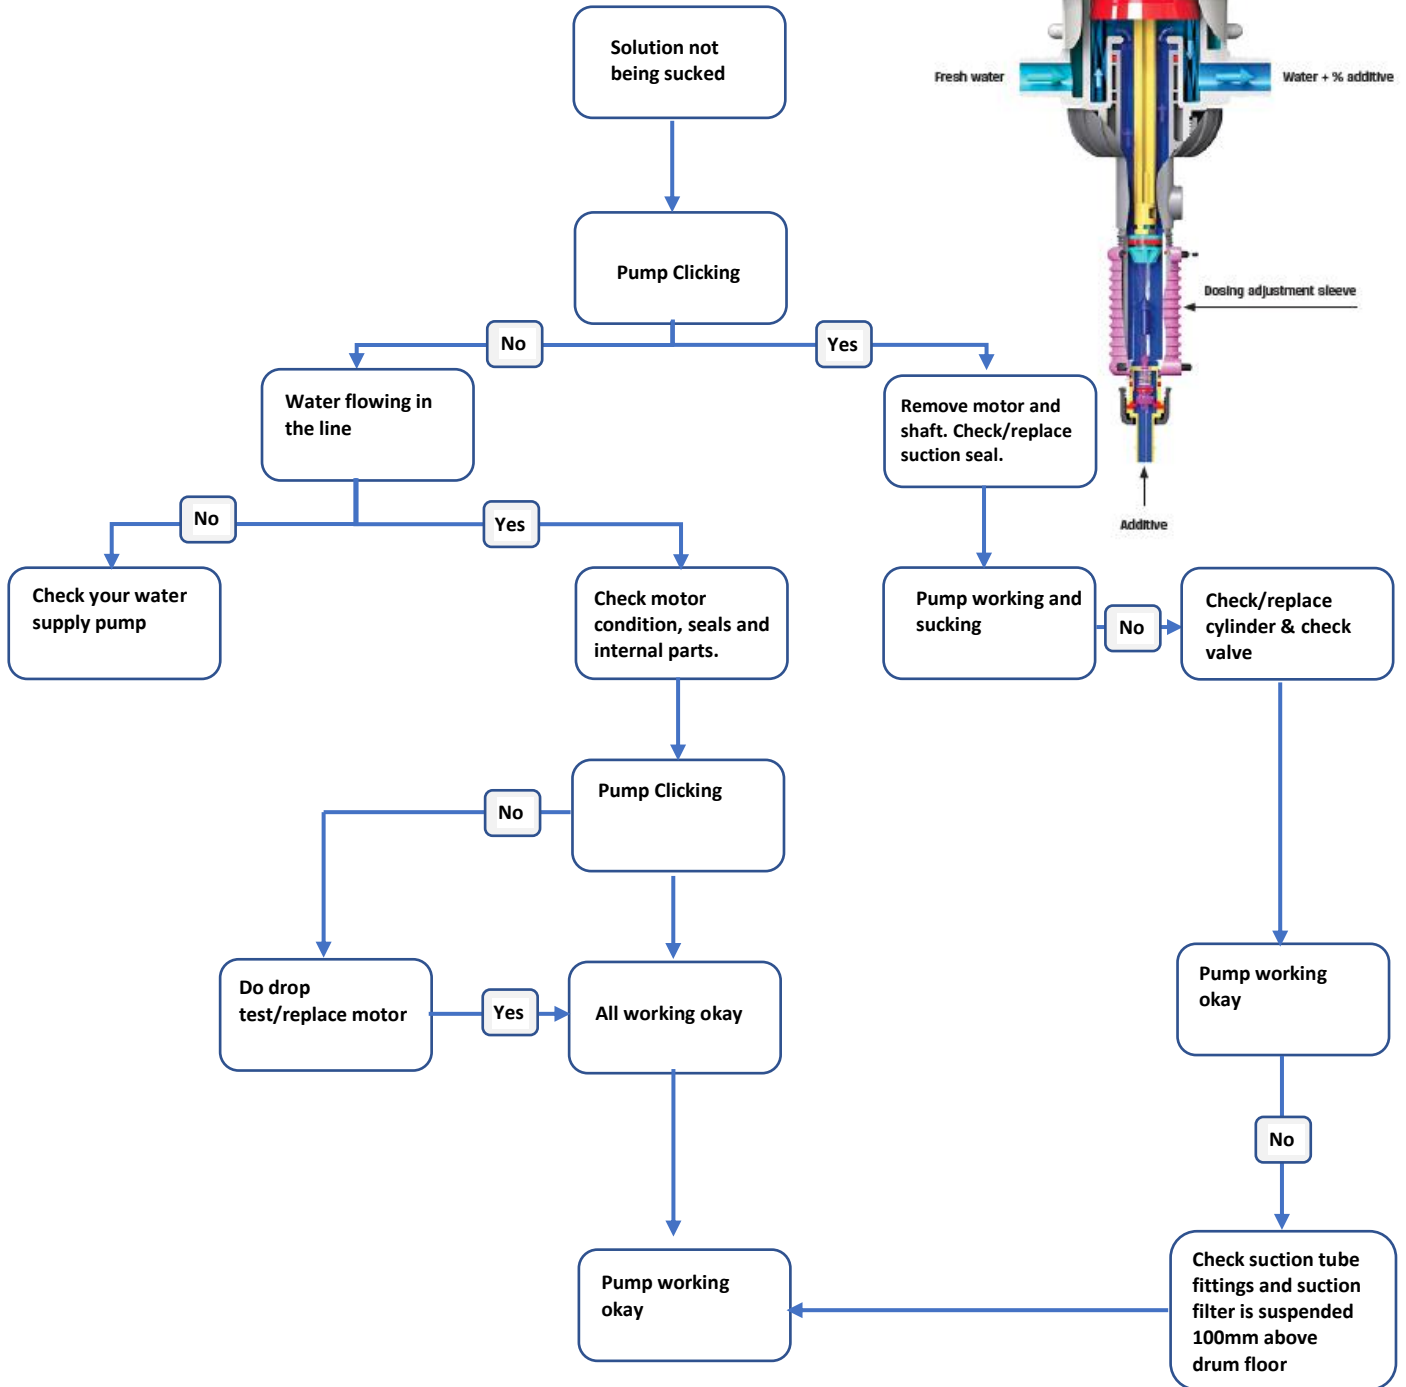 Solution not
being sucked
Fresh water
Water + % additive
Pump Clicking
Dosing adjustment sleeve
No
Yes
Water flowing in
the line
Remove motor and
shaft. Check/replace
suction seal.
Additive
No
Yes
Check your water
supply pump
Check motor
condition, seals and
internal parts.
Pump working and
sucking
No
Check/replace
cylinder & check
valve
Pump Clicking
No
Do drop
test/replace motor
Yes
All working okay
Pump working
okay
No
Pump working
okay
Check suction tube
fittings and suction
filter is suspended
100mm above
drum floor